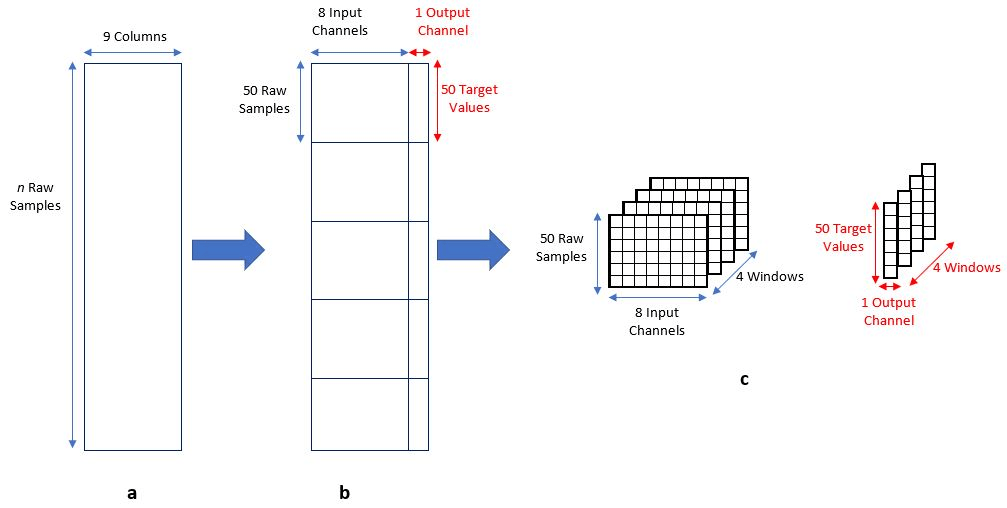 9 Columns
n Raw
Samples
a
8 Input
Channels
1 Output
Channel
50 Raw
Samples
50 Target
Values
b
50 Raw
Samples
8 Input
Channels
4 Windows
50 Target
Values
4 Windows
1 Output
Channel
c